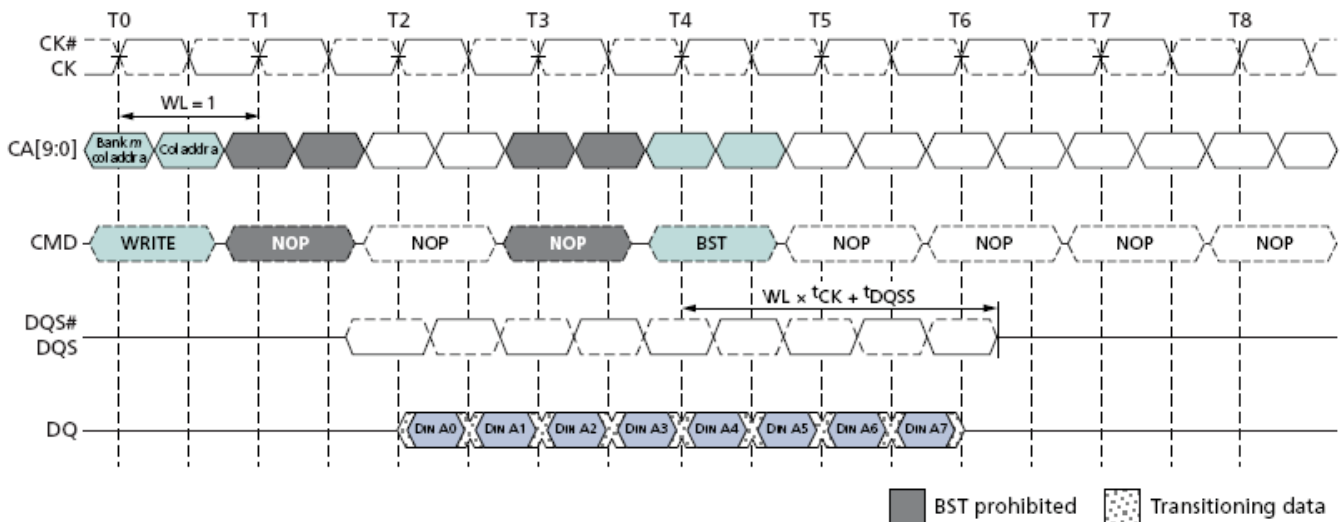 T0 T1 T2 T3 T4 T5 T6 T7 T8
CK#
CK
WL = 1
CA[9:0] Bank m col addr a Col addr a
CMD WRITE NOP NOP NOP BST NOP NOP NOP NOP
WL × tCK + tDQSS
DQS#
DQS
DQ DIN A0 DIN A1 DIN A2 DIN A3 DIN A4 DIN A5 DIN A6 DIN A7
BST prohibited Transitioning data